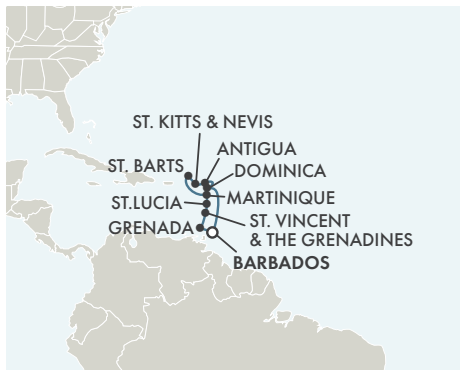 ST. KITTS & NEVIS
ANTIGUA
ST. BARTS
DOMINICA
MARTINIQUE
ST.LUCIA
ST. VINCENT
& THE GRENADINES
GRENADA
BARBADOS